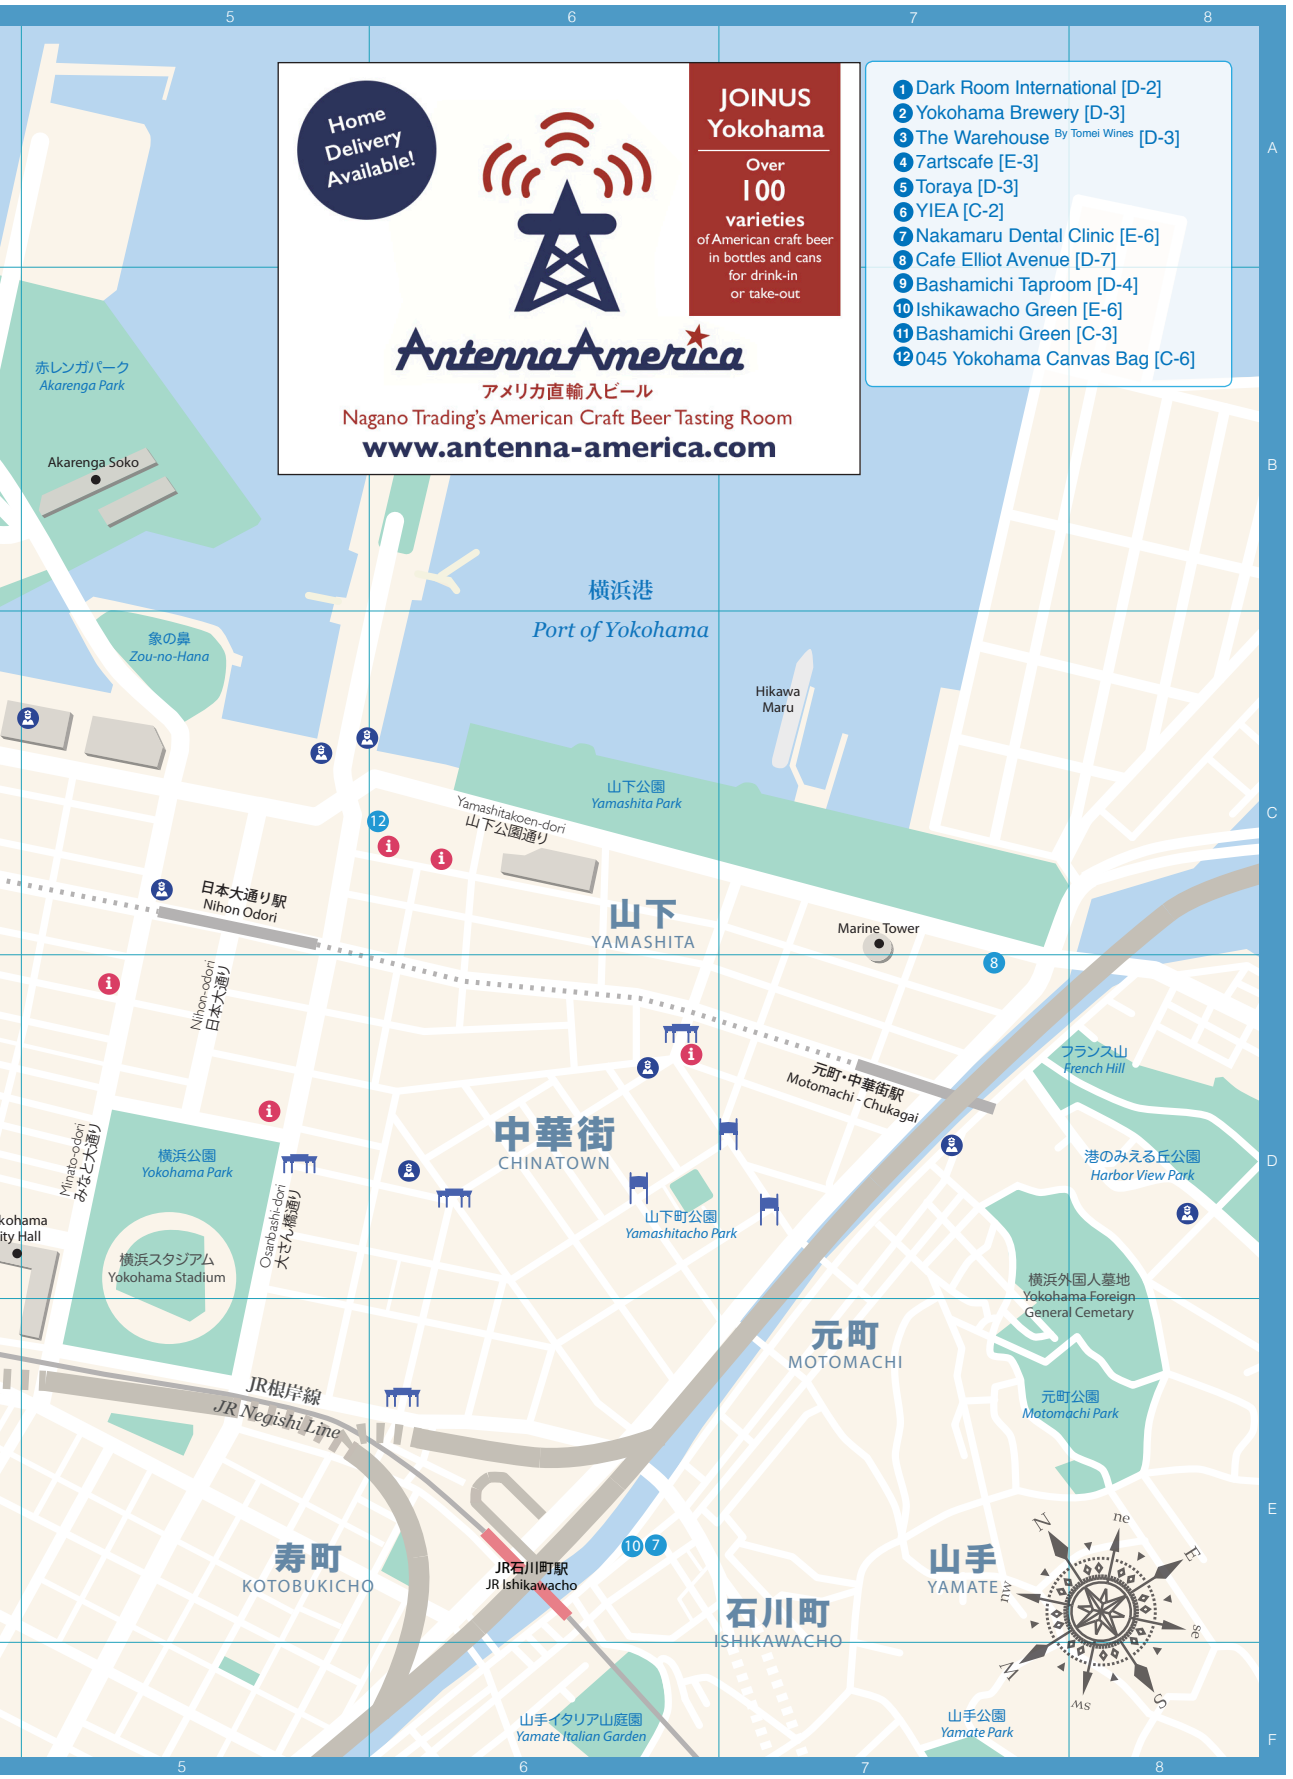 5
6
7
8
Home
Delivery
Available!
JOINUS
Yokohama
Over
100
varieties
of American craft beer
in bottles and cans
for drink-in
or take-out
Antenna America
アメリカ直輸入ビール
Nagano Trading's American Craft Beer Tasting Room
www.antenna-america.com
1 Dark Room International [D-2]
2 Yokohama Brewery [D-3]
3 The Warehouse By Tomei Wines [D-3]
4 7artscafe [E-3]
5 Toraya [D-3]
6 YIEA [C-2]
7 Nakamaru Dental Clinic [E-6]
8 Cafe Elliot Avenue [D-7]
9 Bashamichi Taproom [D-4]
10 Ishikawacho Green [E-6]
11 Bashamichi Green [C-3]
12 045 Yokohama Canvas Bag [C-6]
A
赤レンガパーク
Akarenga Park
Akarenga Soko
B
横浜港
Port of Yokohama
象の鼻
Zou-no-Hana
Hikawa
Maru
山下公園
Yamashita Park
Yamashitakoen-dori
山下公園通り
C
12
i
i
日本大通り駅
Nihon Odori
山下
YAMASHITA
Marine Tower
8
i
Nihon-odori
日本大通り
i
元町・中華街駅
Motomachi - Chukagai
フランス山
French Hill
i
中華街
CHINATOWN
Minato-odori
みなと大通り
横浜公園
Yokohama Park
港のみえる丘公園
Harbor View Park
D
Osanbashi-dori
大さん橋通り
山下町公園
Yamashitacho Park
kohama
ity Hall
横浜スタジアム
Yokohama Stadium
横浜外国人墓地
Yokohama Foreign
General Cemetary
元町
MOTOMACHI
JR根岸線
JR Negishi Line
元町公園
Motomachi Park
E
10
7
寿町
KOTOBUKICHO
JR石川町駅
JR Ishikawacho
山手
YAMATE
N
ne
E
se
S
sw
W
nw
石川町
ISHIKAWACHO
山手イタリア山庭園
Yamate Italian Garden
山手公園
Yamate Park
F
5
6
7
8